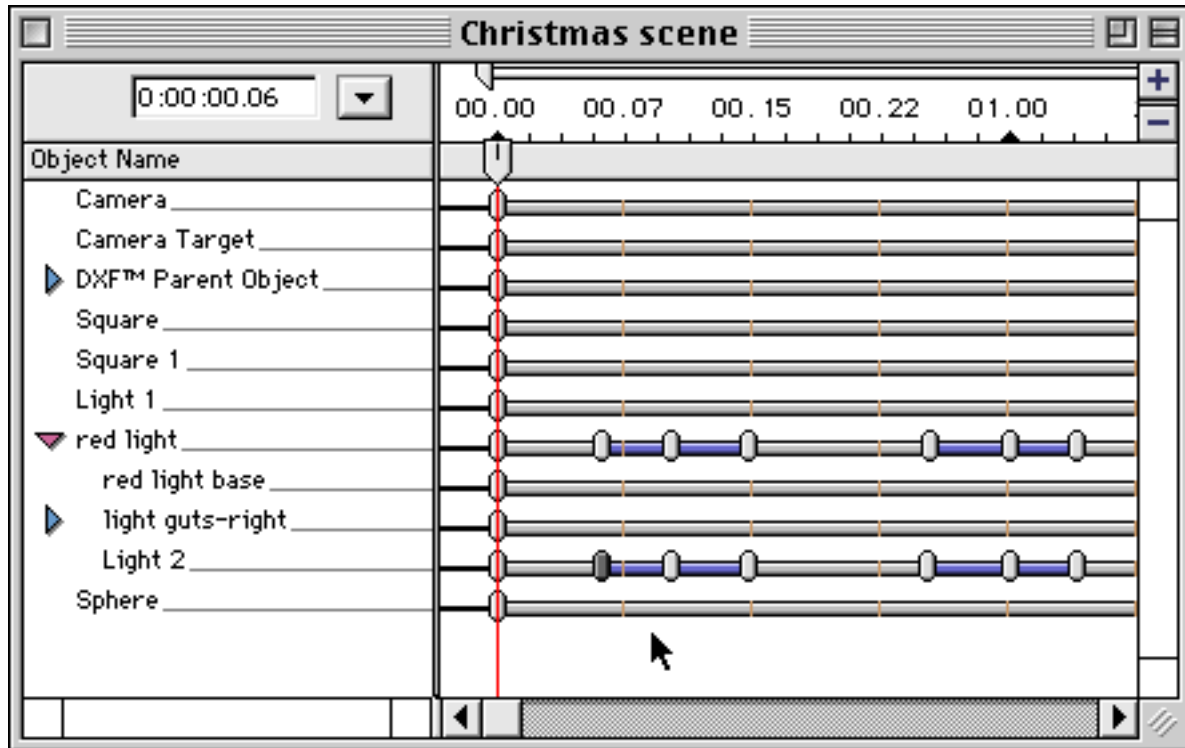 Christmas scene
0:00:00.06
00.00 00.07 00.15 00.22 01.00
Object Name
Camera
Camera Target
DXF™ Parent Object
Square
Square 1
Light 1
red light
red light base
light guts-right
Light 2
Sphere